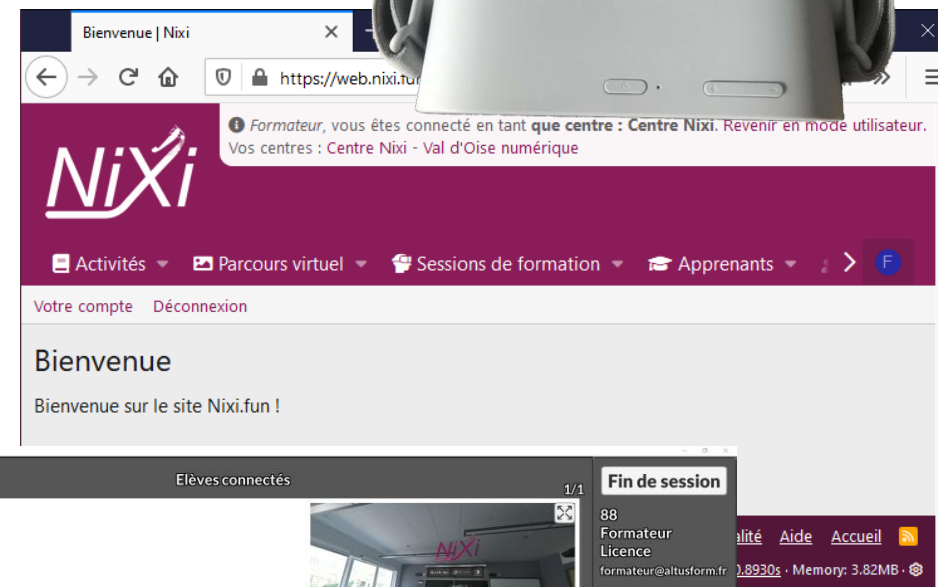 Bienvenue | Nixi
https://web.nixi.fun
Formateur, vous êtes connecté en tant que centre : Centre Nixi. Revenir en mode utilisateur.
Vos centres : Centre Nixi - Val d'Oise numérique
NiXi
Activités
Parcours virtuel
Sessions de formation
Apprenants
F
Votre compte Déconnexion
Bienvenue
Bienvenue sur le site Nixi.fun !
Elèves connectés
1/1
Fin de session
NiXi
88
Formateur
Licence
formateur@altusform.fr
Aide Accueil
0.8930s · Memory: 3.82MB ·